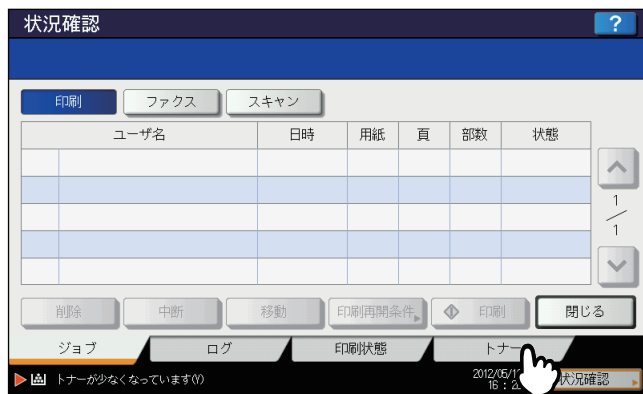 状況確認 ?
印刷 ファクス スキャン
ユーザ名 日時 用紙 頁 部数 状態
1
1
削除 中断 移動 印刷再開条件 印刷 閉じる
ジョブ ログ 印刷状態 トナー
トナーが少なくなっています(Y)
2012/05/1
16 : 2
状況確認